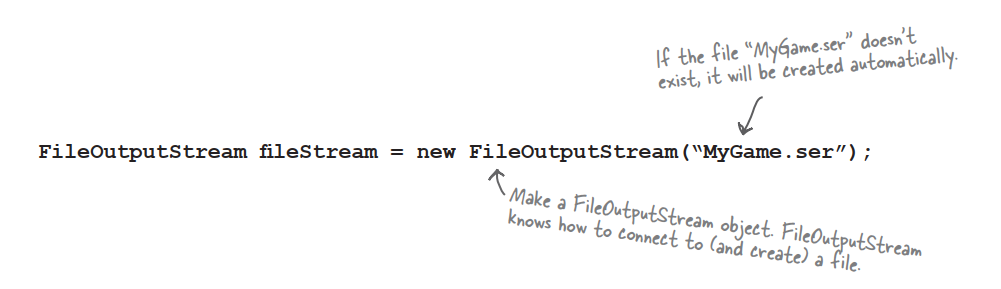 If the file “MyGame.ser” doesn't
exist, it will be created automatically.
FileOutputStream fileStream = new FileOutputStream(“MyGame.ser”);
Make a FileOutputStream object. FileOutputStream
knows how to connect to (and create) a file.